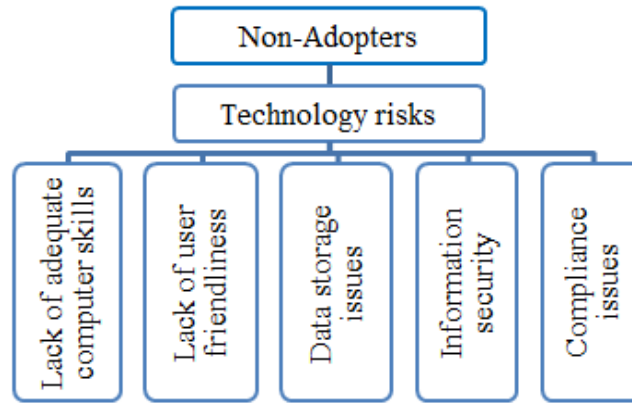 Non-Adopters
Technology risks
Lack of adequate
computer skills
Lack of user
friendliness
Data storage
issues
Information
security
Compliance
issues